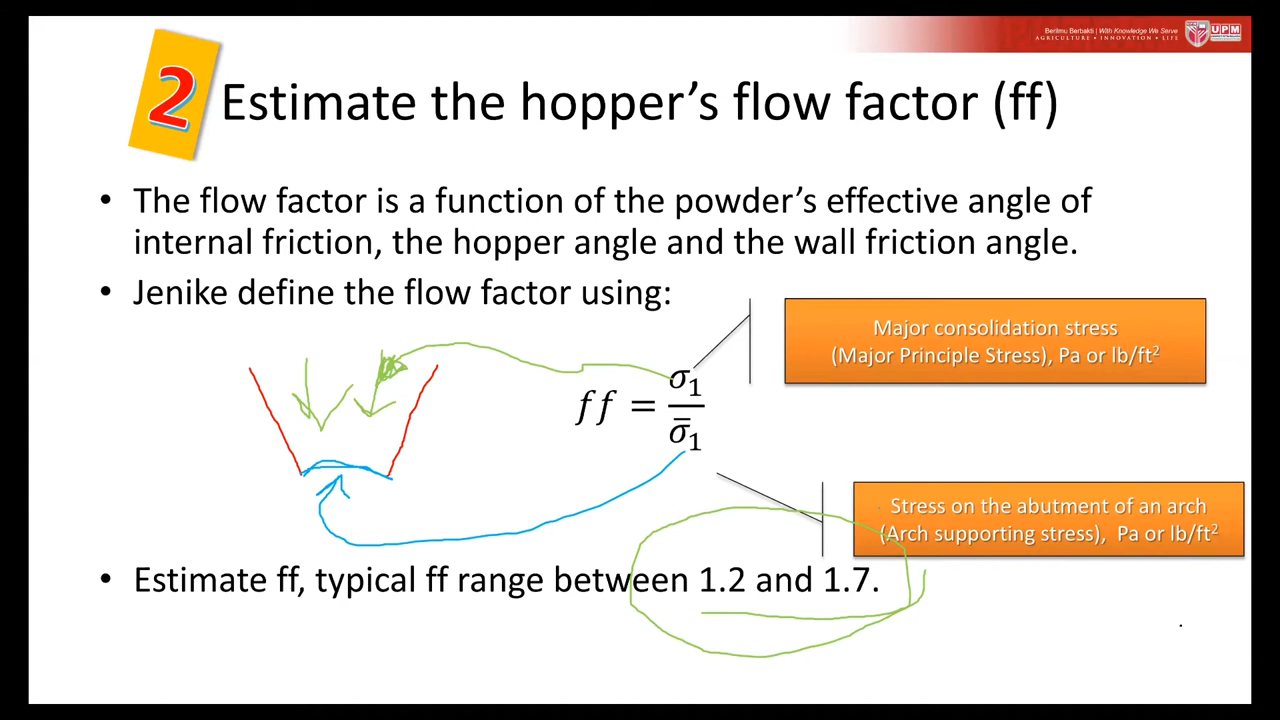 Berilmu Berbakti | With Knowledge We Serve
AGRICULTURE • INNOVATION • LIFE
UPM
2
Estimate the hopper’s flow factor (ff)
• The flow factor is a function of the powder’s effective angle of
internal friction, the hopper angle and the wall friction angle.
• Jenike define the flow factor using:
Major consolidation stress
(Major Principle Stress), Pa or lb/ft²
ff = σ₁ / σ̄₁
Stress on the abutment of an arch
(Arch supporting stress), Pa or lb/ft²
• Estimate ff, typical ff range between 1.2 and 1.7.